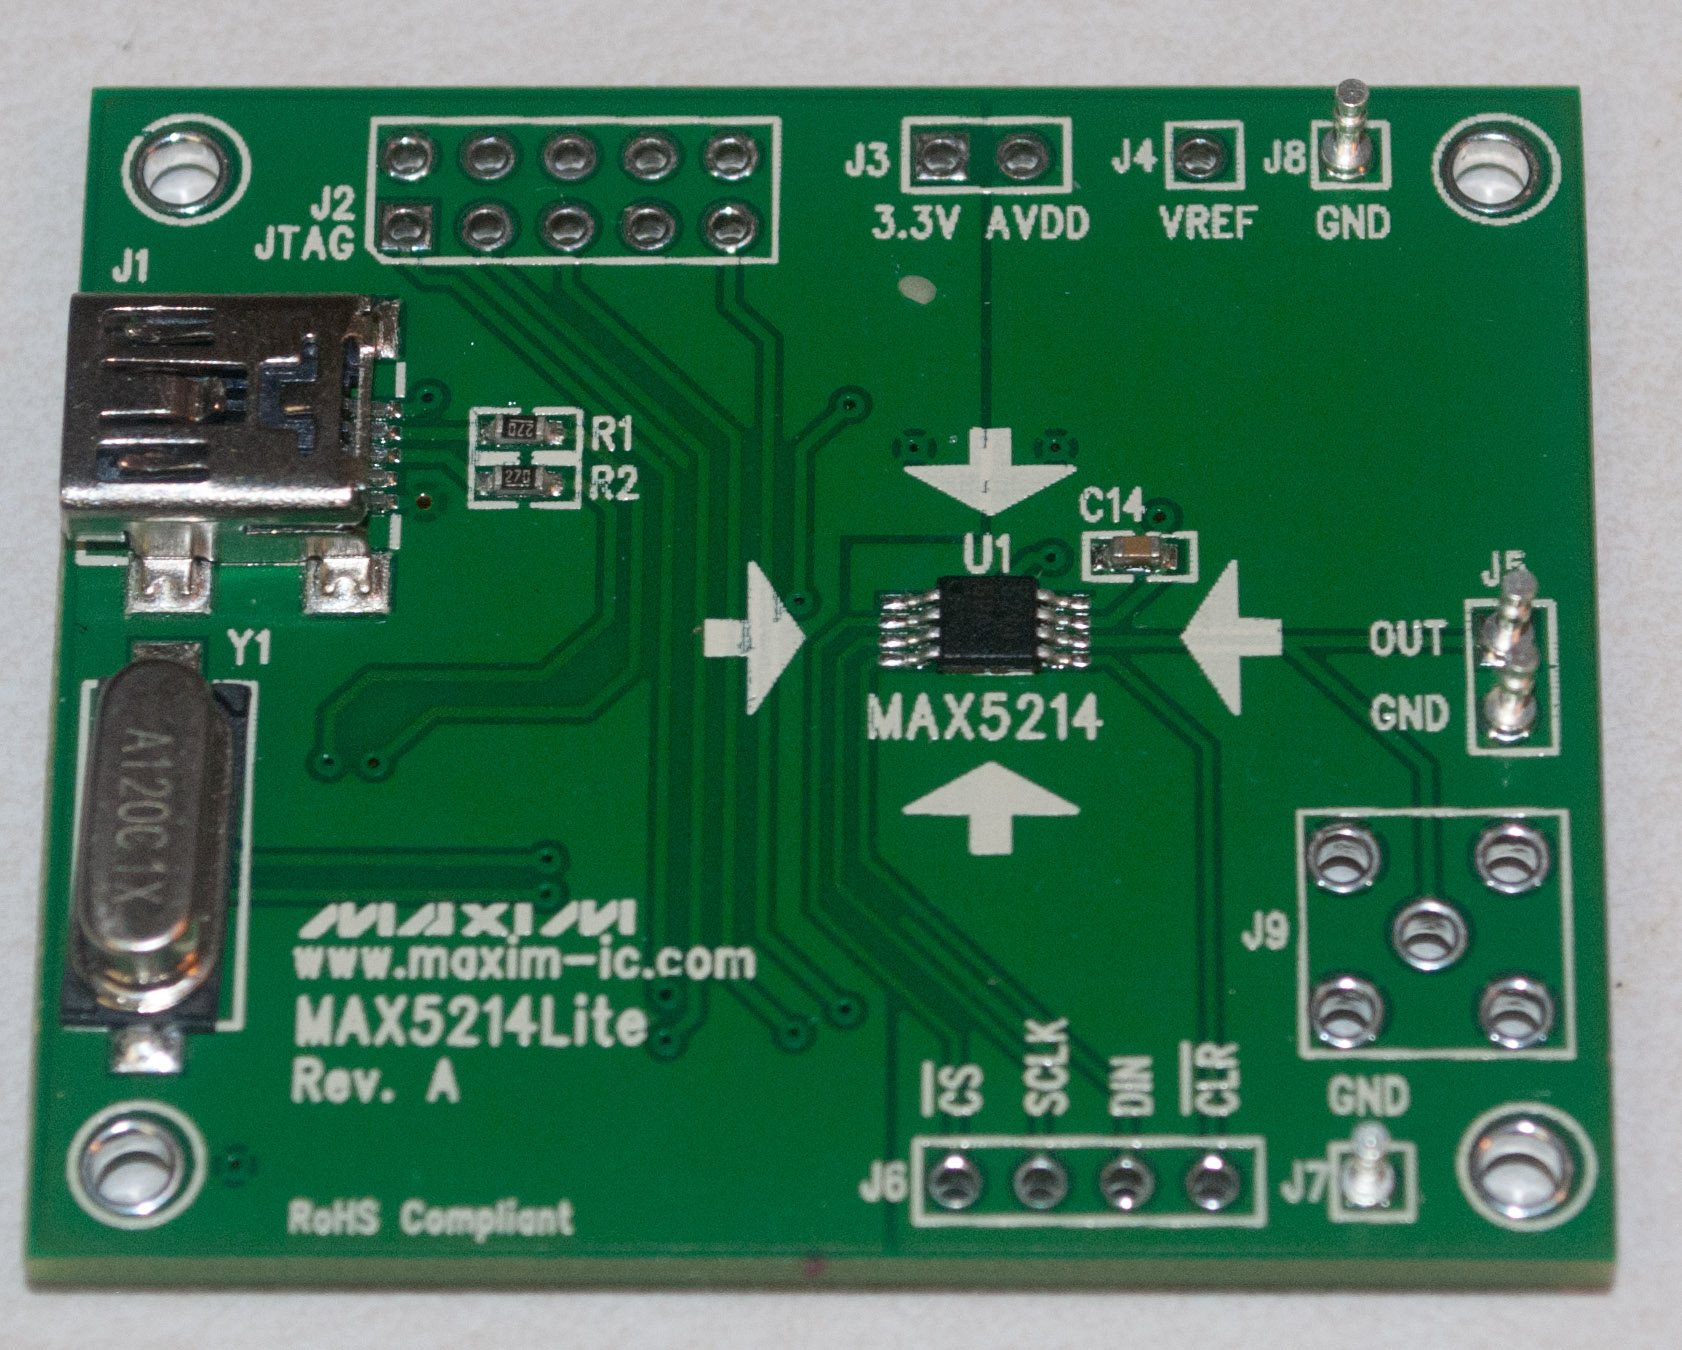 J2
JTAG
J1
J3
3.3V AVDD
J4
VREF
J8
GND
R1
270
R2
270
C14
U1
MAX5214
J5
OUT
GND
Y1
A120C1X
J9
MAXIM
www.maxim-ic.com
MAX5214Lite
Rev. A
CS
SCLK
DIN
CLR
J6
GND
J7
RoHS Compliant